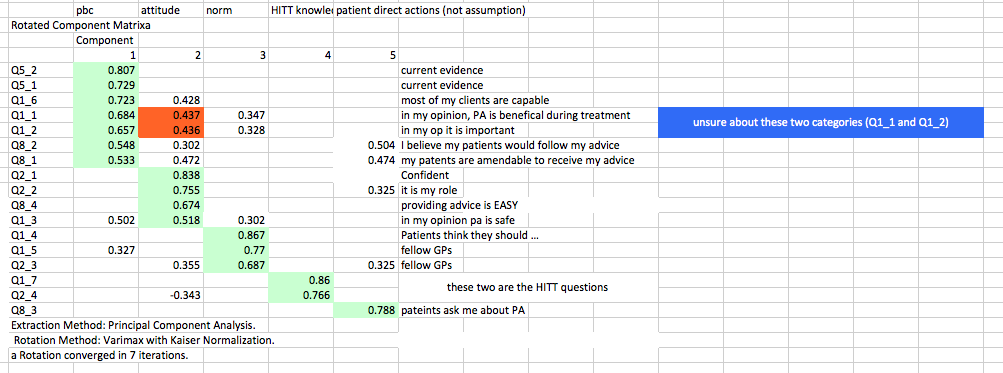 pbc attitude norm HITT knowle patient direct actions (not assumption)
Rotated Component Matrixa
Component
1 2 3 4 5
Q5_2 0.807 current evidence
Q5_1 0.729 current evidence
Q1_6 0.723 0.428 most of my clients are capable
Q1_1 0.684 0.437 0.347 in my opinion, PA is benefical during treatment
unsure about these two categories (Q1_1 and Q1_2)
Q1_2 0.657 0.436 0.328 in my op it is important
Q8_2 0.548 0.302 0.504 I believe my patients would follow my advice
Q8_1 0.533 0.472 0.474 my patents are amendable to receive my advice
Q2_1 0.838 Confident
Q2_2 0.755 0.325 it is my role
Q8_4 0.674 providing advice is EASY
Q1_3 0.502 0.518 0.302 in my opinion pa is safe
Q1_4 0.867 Patients think they should ...
Q1_5 0.327 0.77 fellow GPs
Q2_3 0.355 0.687 0.325 fellow GPs
Q1_7 0.86
these two are the HITT questions
Q2_4 -0.343 0.766
Q8_3 0.788 pateints ask me about PA
Extraction Method: Principal Component Analysis.
Rotation Method: Varimax with Kaiser Normalization.
a Rotation converged in 7 iterations.